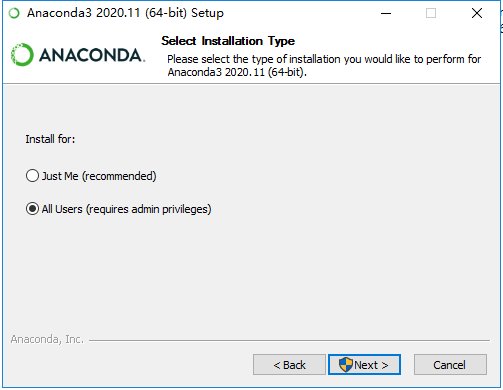 Anaconda3 2020.11 (64-bit) Setup
ANACONDA.
Select Installation Type
Please select the type of installation you would like to perform for
Anaconda3 2020.11 (64-bit).
Install for:
Just Me (recommended)
All Users (requires admin privileges)
Anaconda, Inc.
< Back
Next >
Cancel